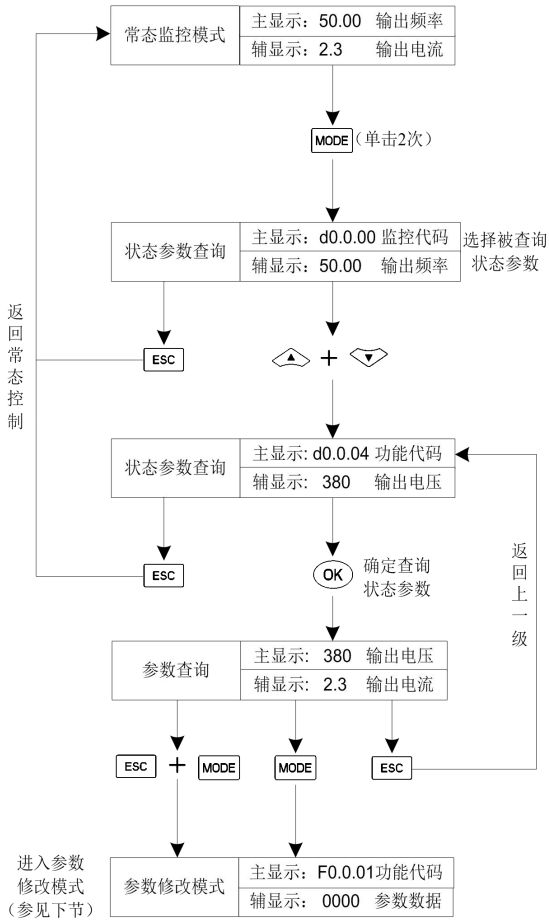 常态监控模式
主显示：50.00 输出频率
辅显示：2.3 输出电流
MODE（单击2次）
状态参数查询
主显示：d0.0.00 监控代码
辅显示：50.00 输出频率
选择被查询
状态参数
ESC
+
返回常态控制
状态参数查询
主显示: d0.0.04 功能代码
辅显示: 380 输出电压
ESC
OK
确定查询
状态参数
返回上一级
参数查询
主显示: 380 输出电压
辅显示: 2.3 输出电流
ESC + MODE
MODE
ESC
进入参数
修改模式
（参见下节）
参数修改模式
主显示：F0.0.01功能代码
辅显示：0000 参数数据